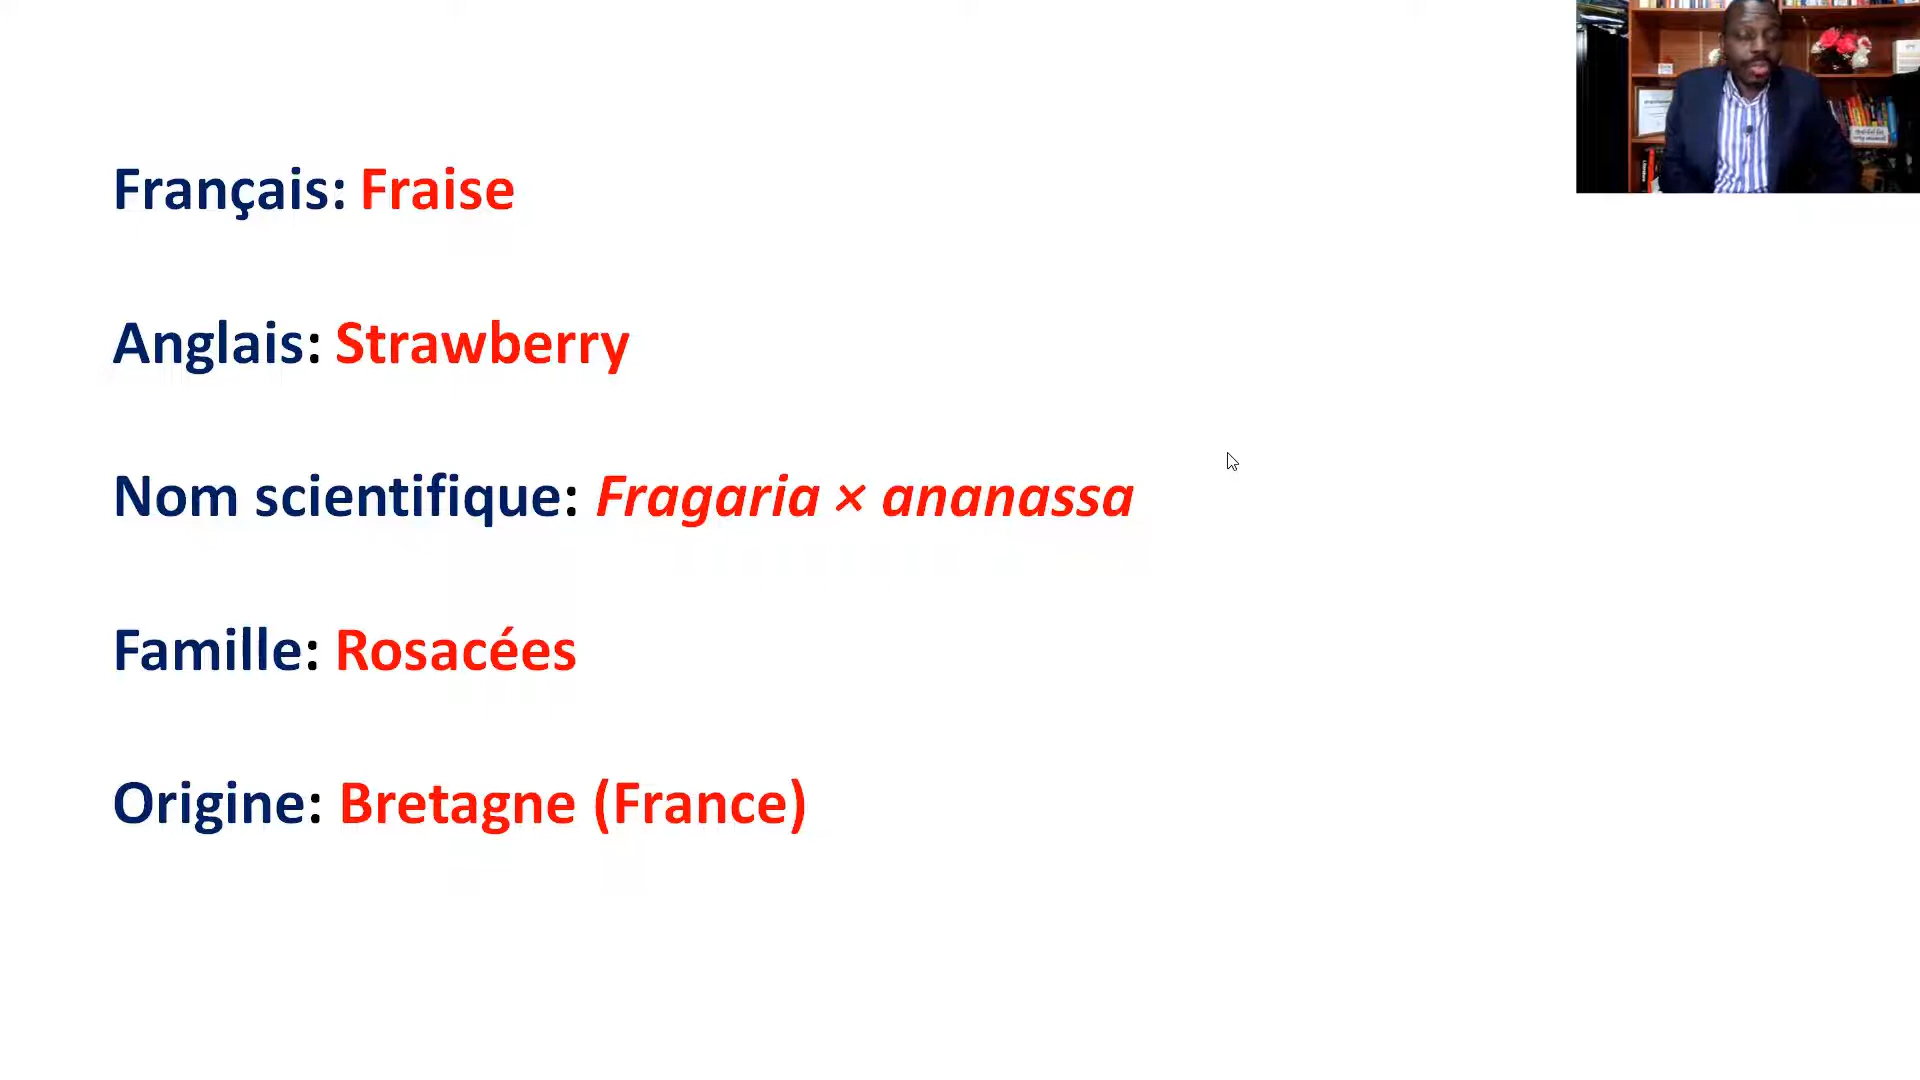 Français: Fraise
Anglais: Strawberry
Nom scientifique: Fragaria × ananassa
Famille: Rosacées
Origine: Bretagne (France)